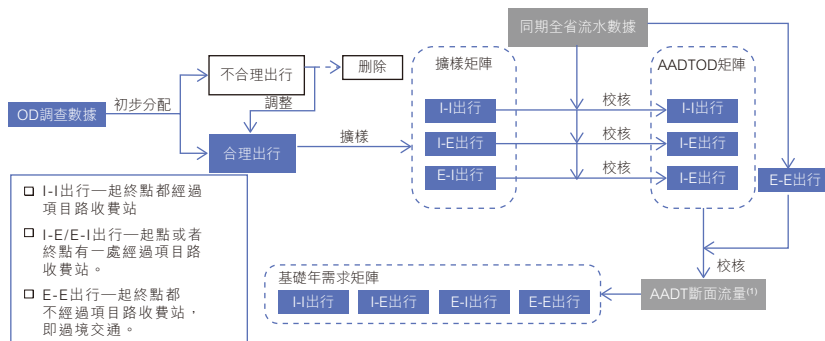 同期全省流水數據
不合理出行
刪除
擴樣矩陣
AADTOD矩陣
OD調查數據
初步分配
調整
合理出行
擴樣
I-I出行
校核
I-I出行
I-E出行
校核
I-E出行
E-I出行
校核
I-E出行
E-E出行
□ I-I出行—起終點都經過
項目路收費站
□ I-E/E-I出行—起點或者
終點有一處經過項目路
收費站。
□ E-E出行—起終點都
不經過項目路收費站，
即過境交通。
校核
基礎年需求矩陣
I-I出行
I-E出行
E-I出行
E-E出行
AADT斷面流量(1)